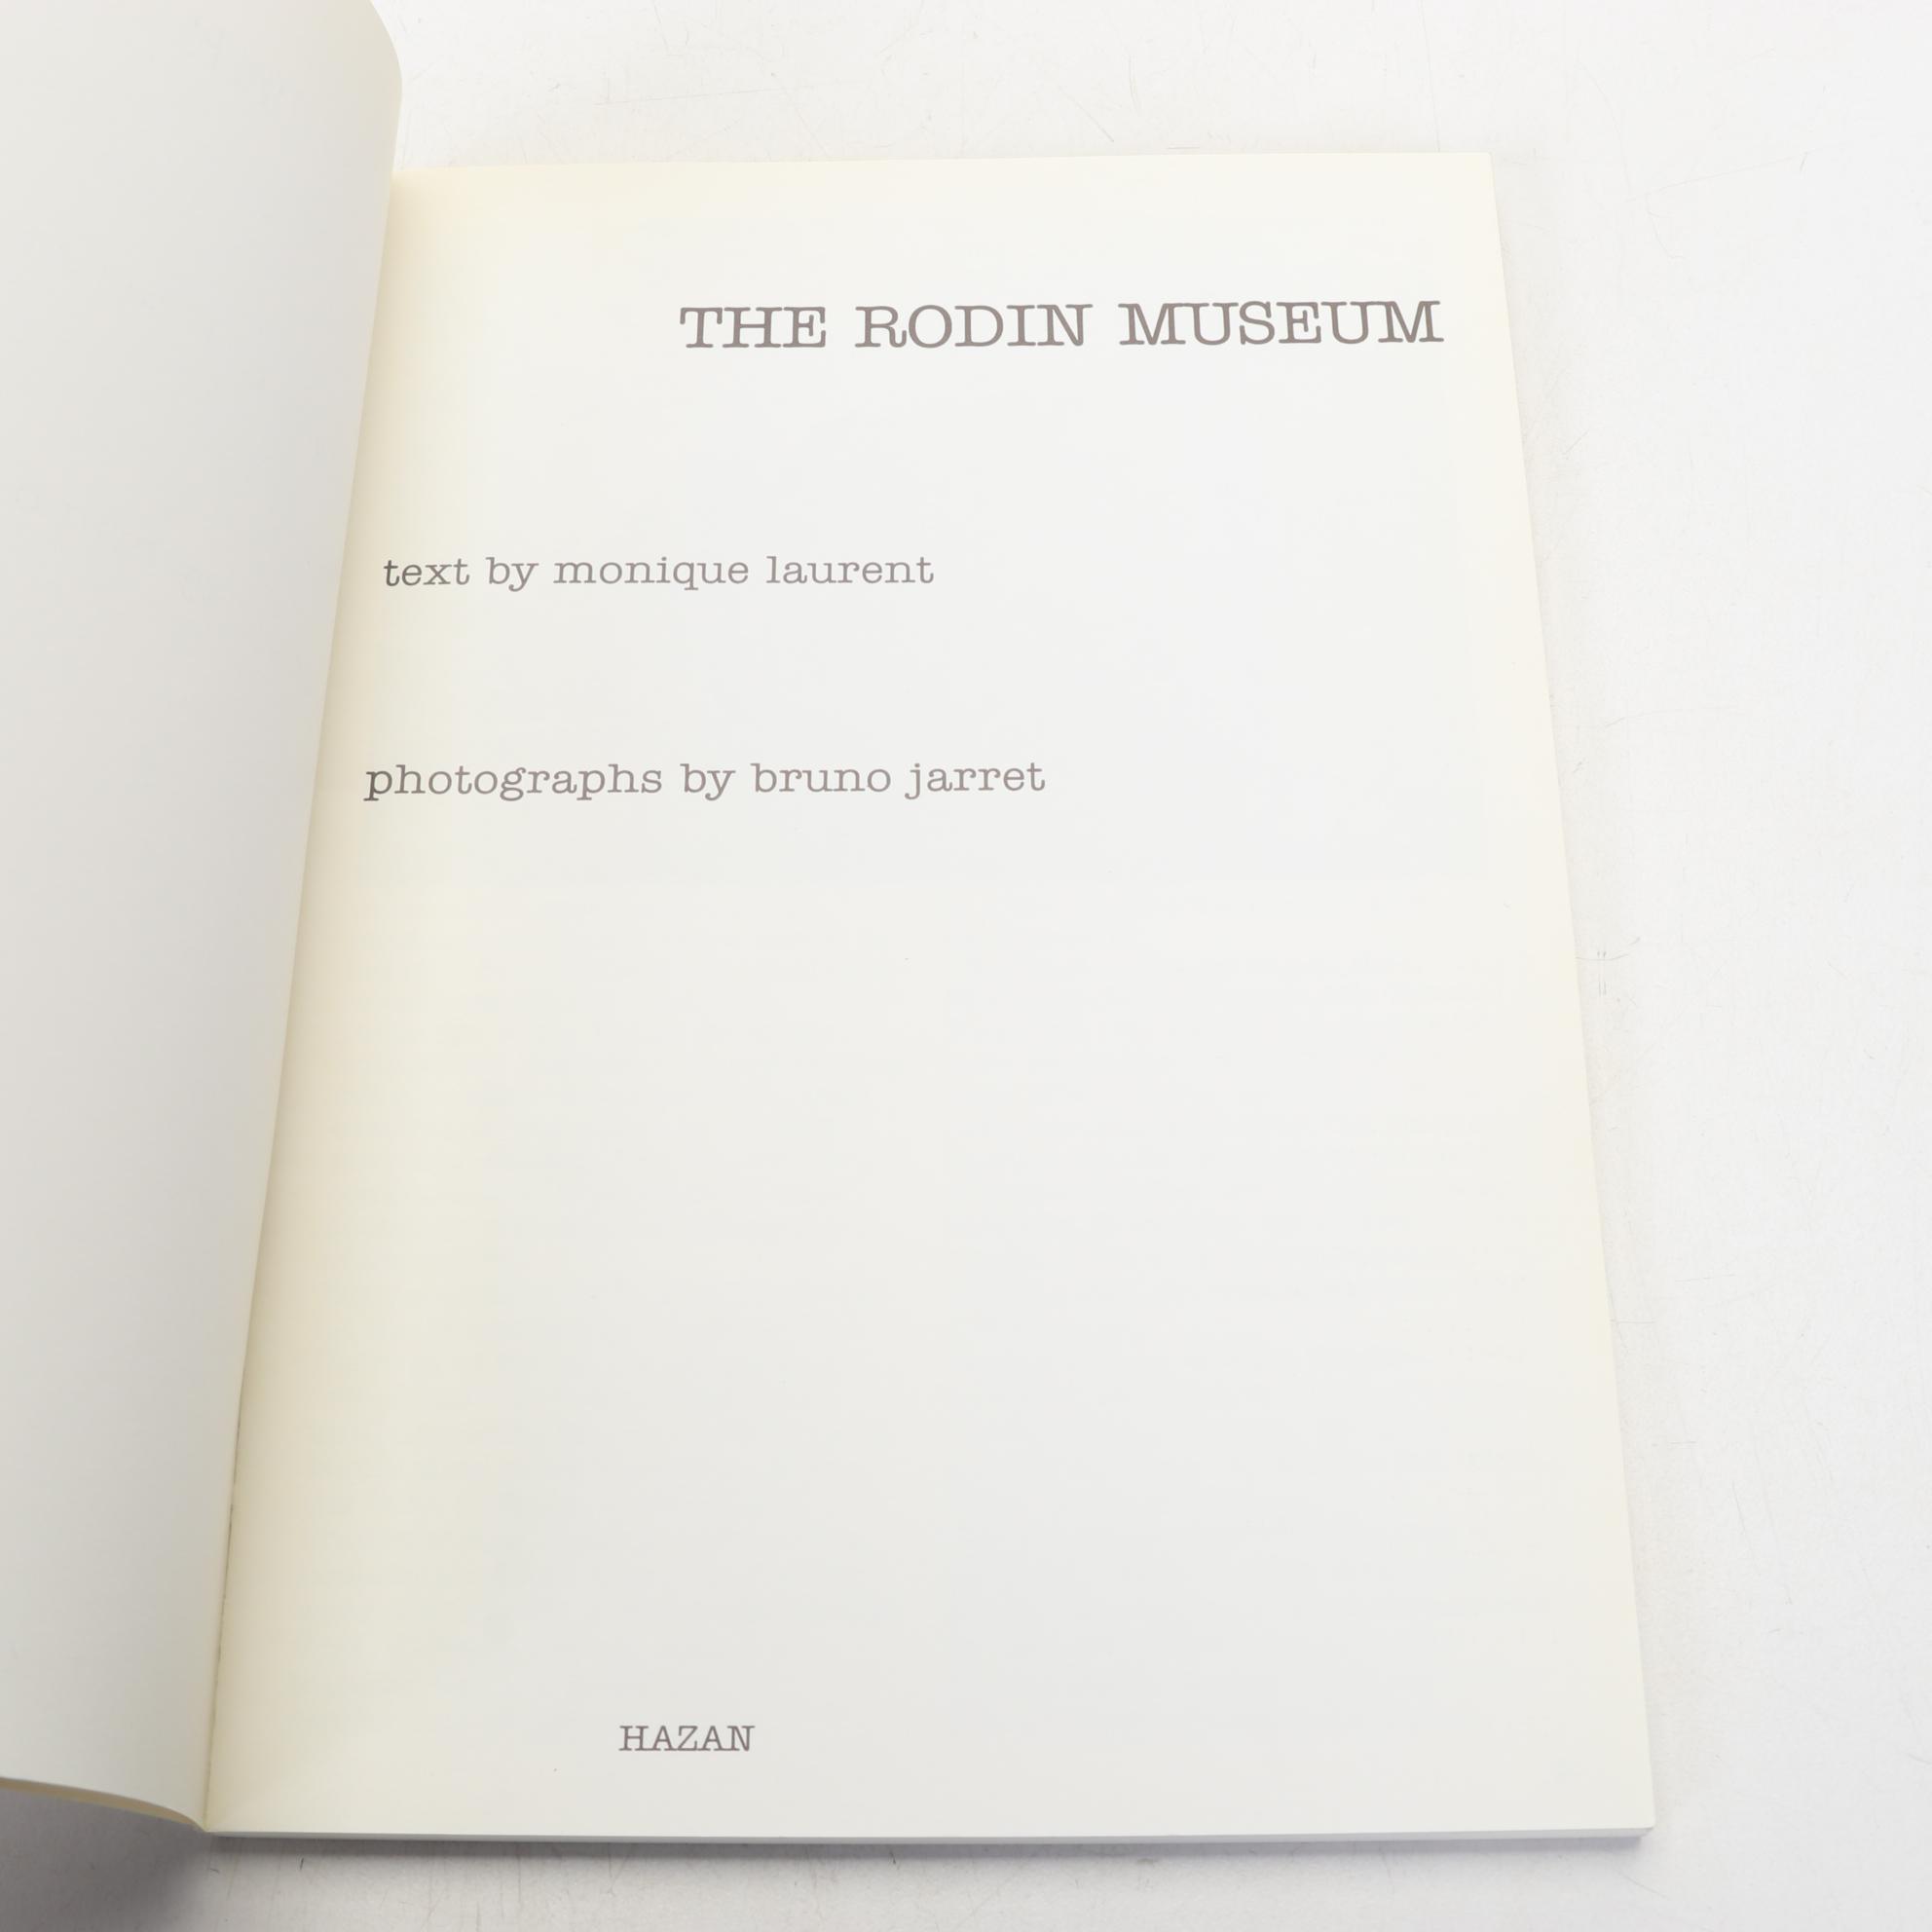 THE RODIN MUSEUM
text by monique laurent
photographs by bruno jarret
HAZAN